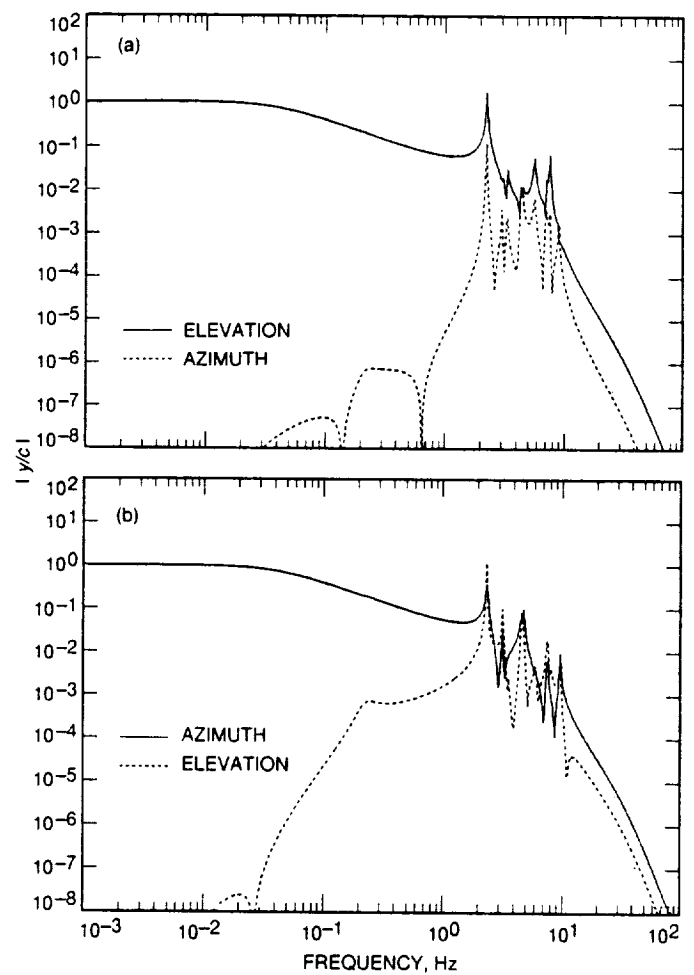 10²
(a)
10¹
10⁰
10⁻¹
10⁻²
10⁻³
10⁻⁴
10⁻⁵
ELEVATION
10⁻⁶
AZIMUTH
10⁻⁷
10⁻⁸
| y/c |
10²
(b)
10¹
10⁰
10⁻¹
10⁻²
10⁻³
10⁻⁴
AZIMUTH
10⁻⁵
ELEVATION
10⁻⁶
10⁻⁷
10⁻⁸
10⁻³ 10⁻² 10⁻¹ 10⁰ 10¹ 10²
FREQUENCY, Hz